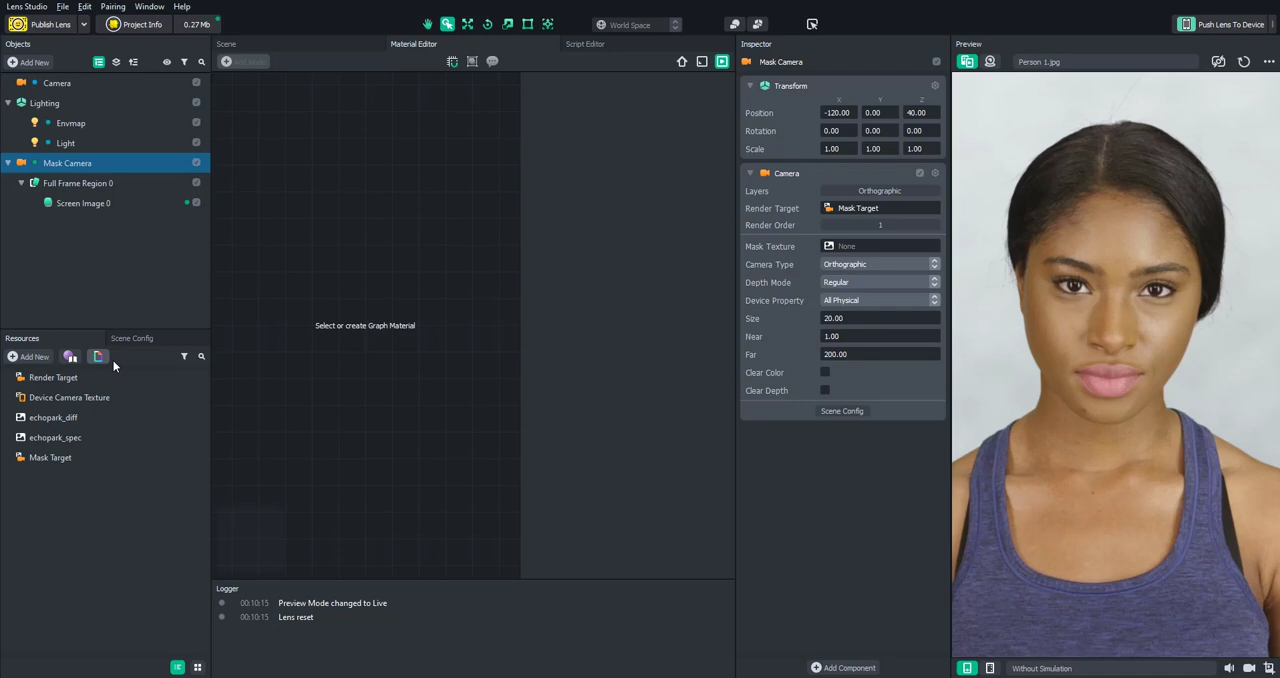 Lens Studio File Edit Pairing Window Help
Publish Lens Project Info 0.27 Mb World Space Push Lens To Device
Objects
Add New
Camera
Lighting
Envmap
Light
Mask Camera
Full Frame Region 0
Screen Image 0
Resources Scene Config
Add New
Render Target
Device Camera Texture
echopark_diff
echopark_spec
Mask Target
Scene Material Editor Script Editor
Select or create Graph Material
Logger
00:10:15 Preview Mode changed to Live
00:10:15 Lens reset
Inspector
Mask Camera
Transform
X Y Z
Position -120.00 0.00 40.00
Rotation 0.00 0.00 0.00
Scale 1.00 1.00 1.00
Camera
Layers Orthographic
Render Target Mask Target
Render Order 1
Mask Texture None
Camera Type Orthographic
Depth Mode Regular
Device Property All Physical
Size 20.00
Near 1.00
Far 200.00
Clear Color
Clear Depth
Scene Config
Add Component
Preview
Person 1.jpg
Without Simulation